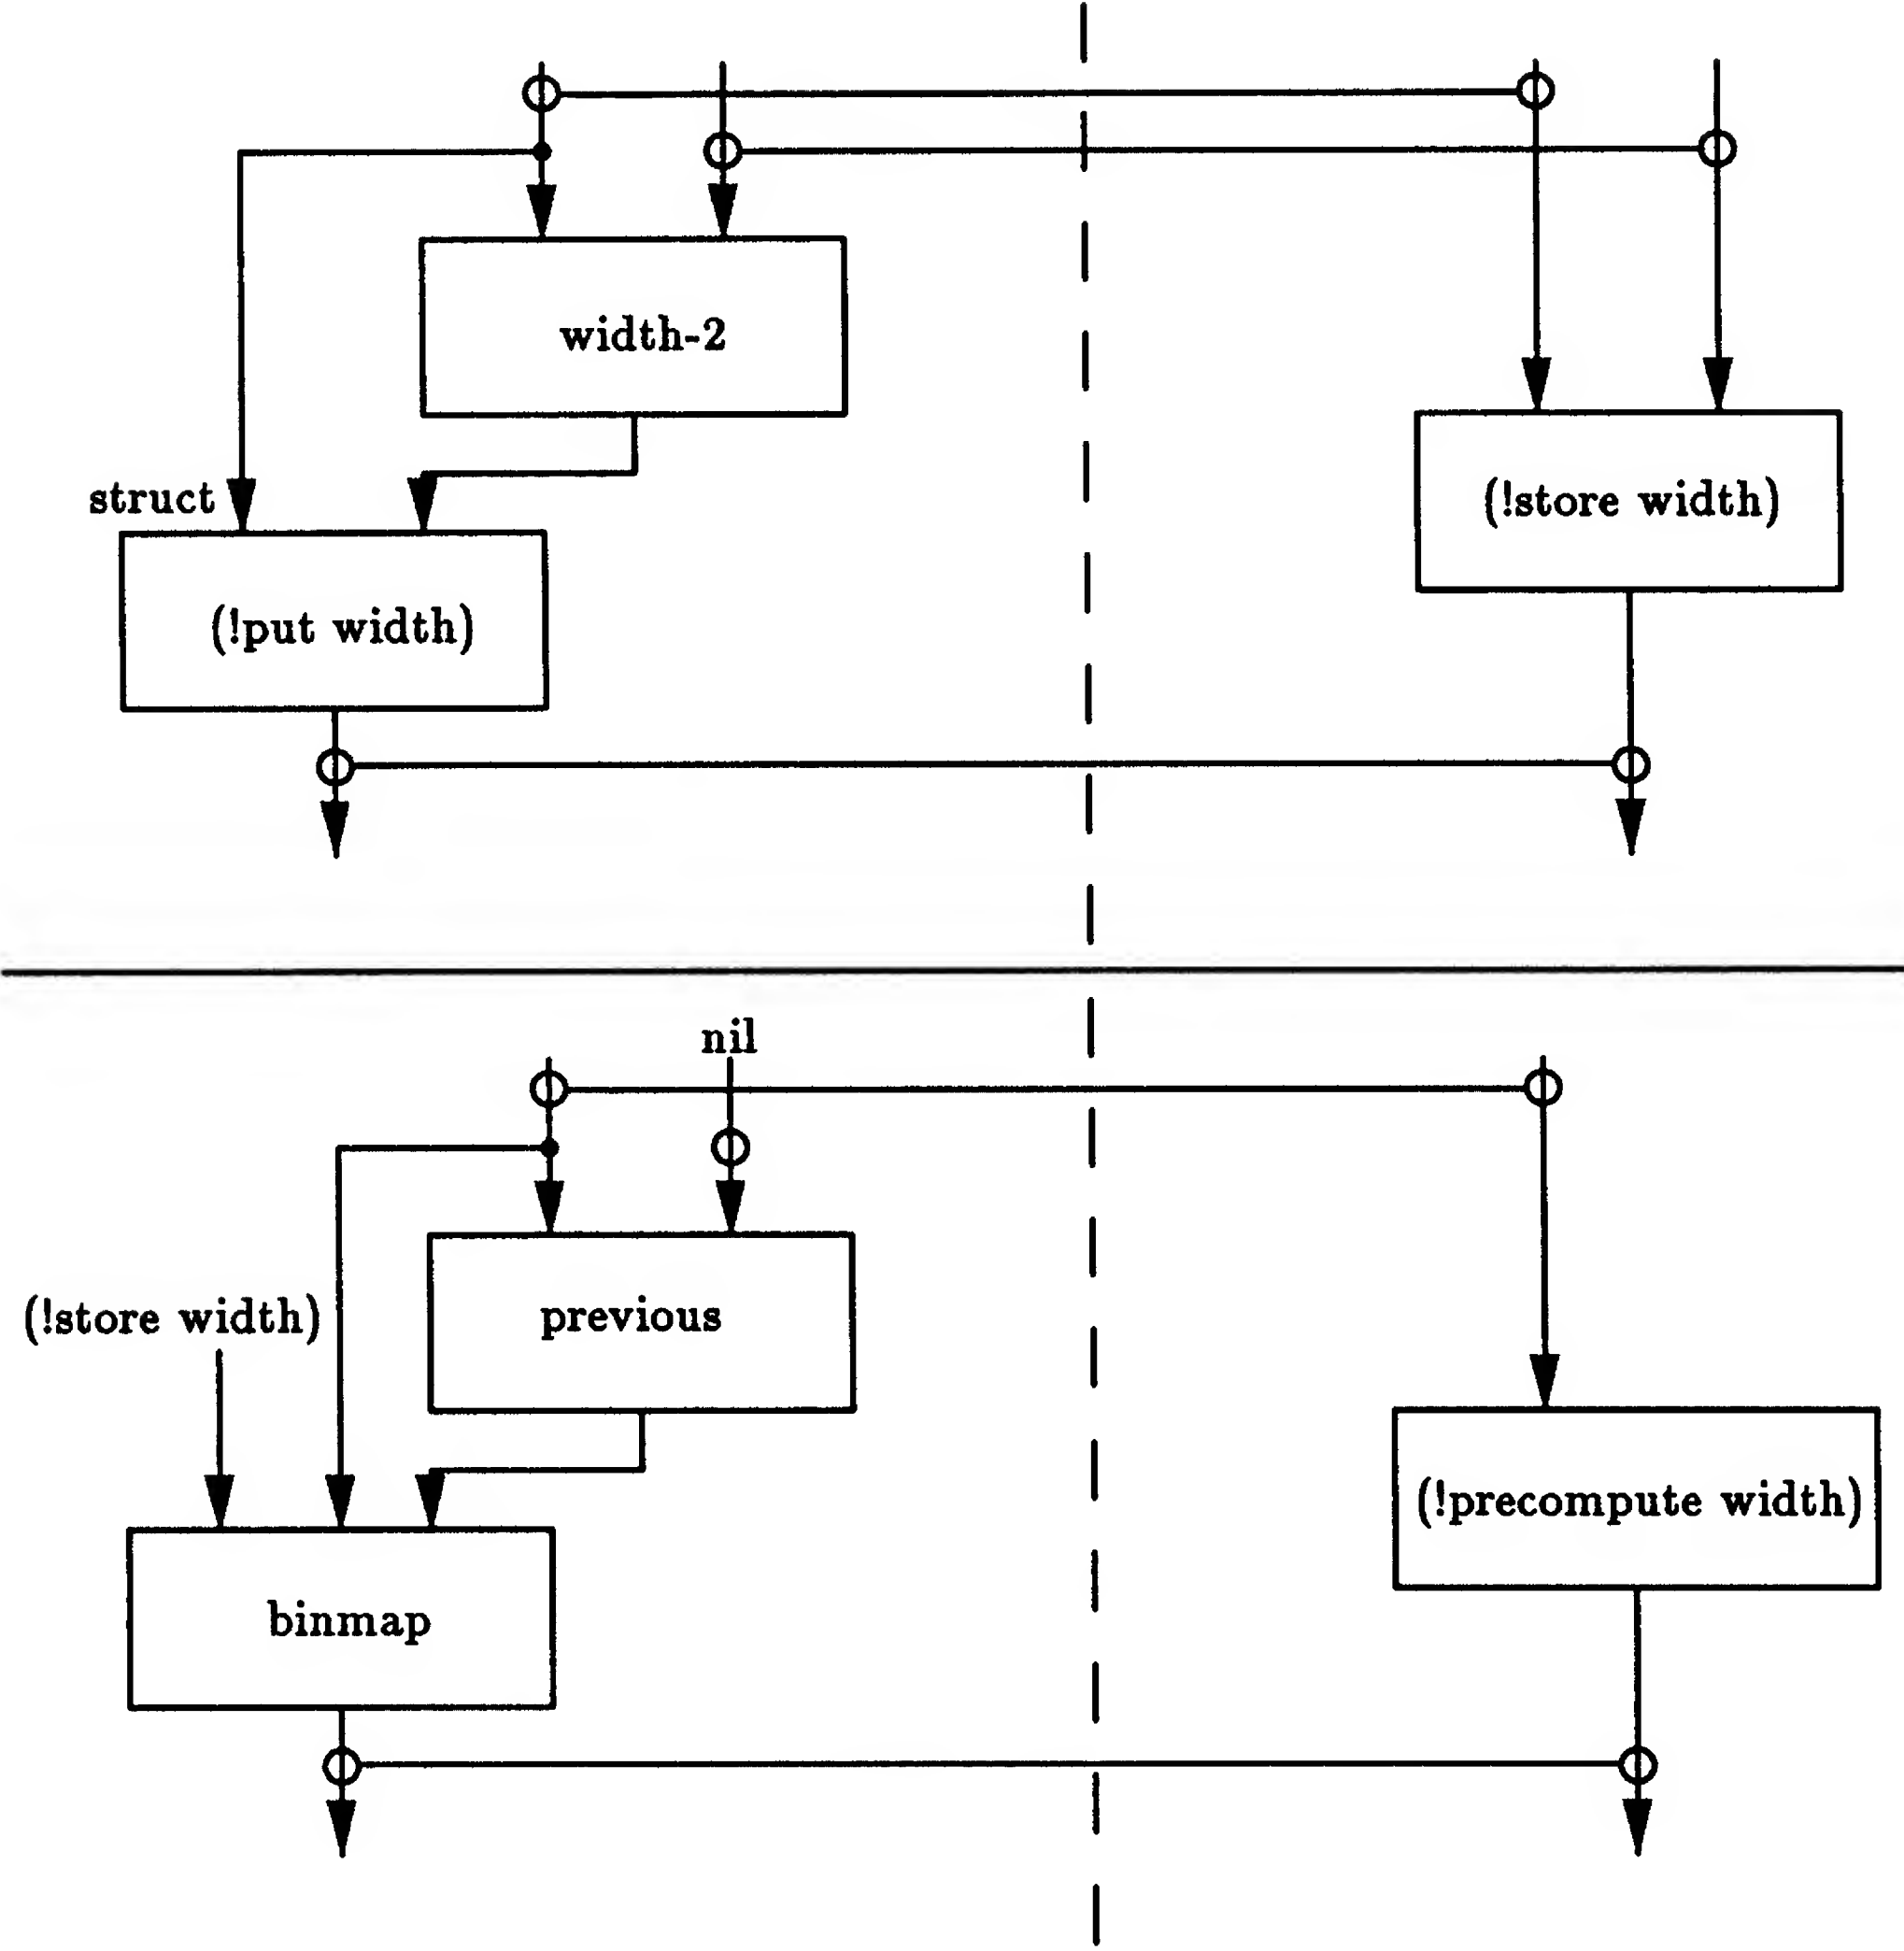 width-2
struct
(!store width)
(!put width)
nil
(!store width)
previous
(!precompute width)
binmap